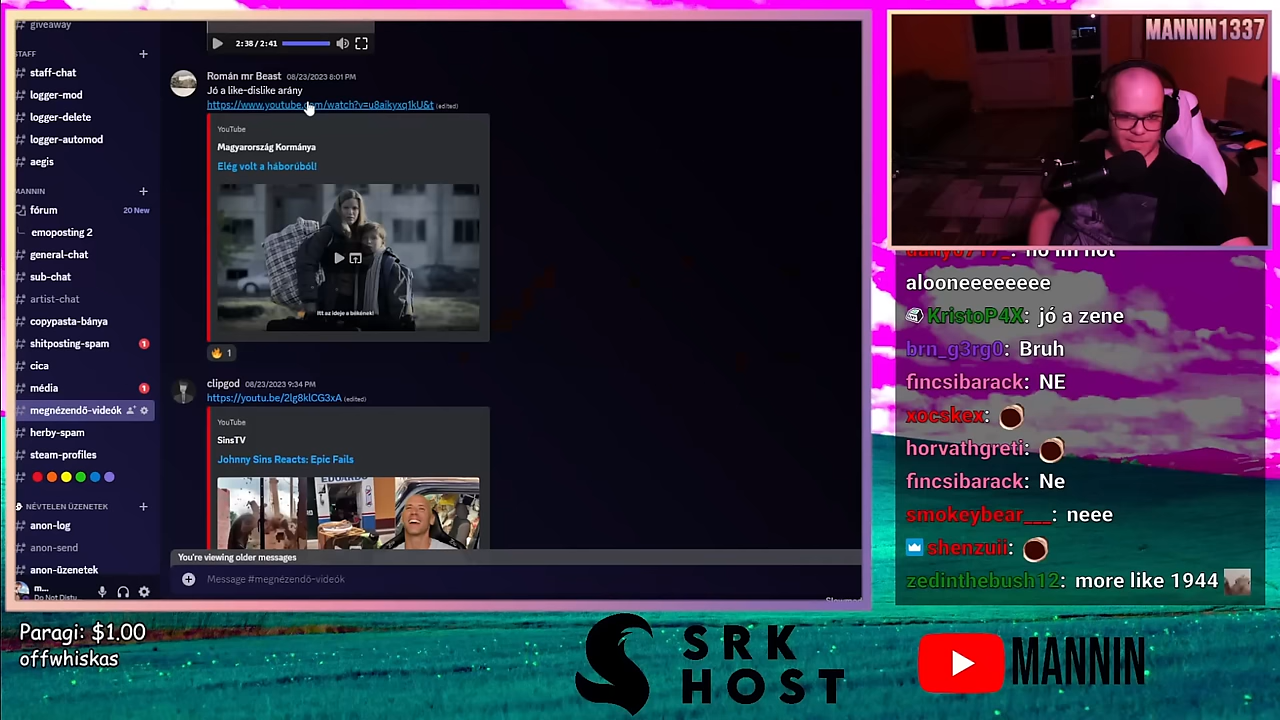 giveaway
STAFF
staff-chat
logger-mod
logger-delete
logger-automod
aegis
MANNIN
fórum
20 New
emoposting 2
general-chat
sub-chat
artist-chat
copypasta-bánya
shitposting-spam
1
cica
média
1
megnézendő-videók
herby-spam
steam-profiles
NÉVTELEN ÜZENETEK
anon-log
anon-send
anon-üzenetek
m...
Do Not Distu..
2:38 / 2:41
Román mr Beast 08/23/2023 8:01 PM
Jó a like-dislike arány
YouTube
Magyarország Kormánya
Elég volt a háborúból!
Itt az ideje a békének!
1
clipgod 08/23/2023 9:34 PM
https://youtu.be/2lg8klCG3xA (edited)
YouTube
SinsTV
Johnny Sins Reacts: Epic Fails
You're viewing older messages
Message #megnézendő-videók
MANNIN1337
no im not
alooneeeeeeee
KristoP4X: jó a zene
brn_g3rg0: Bruh
fincsibarack: NE
xocskex:
horvathgreti:
fincsibarack: Ne
smokeybear___: neee
shenzuii:
zedinthebush12: more like 1944
Paragi: $1.00
offwhiskas
SRK
HOST
MANNIN